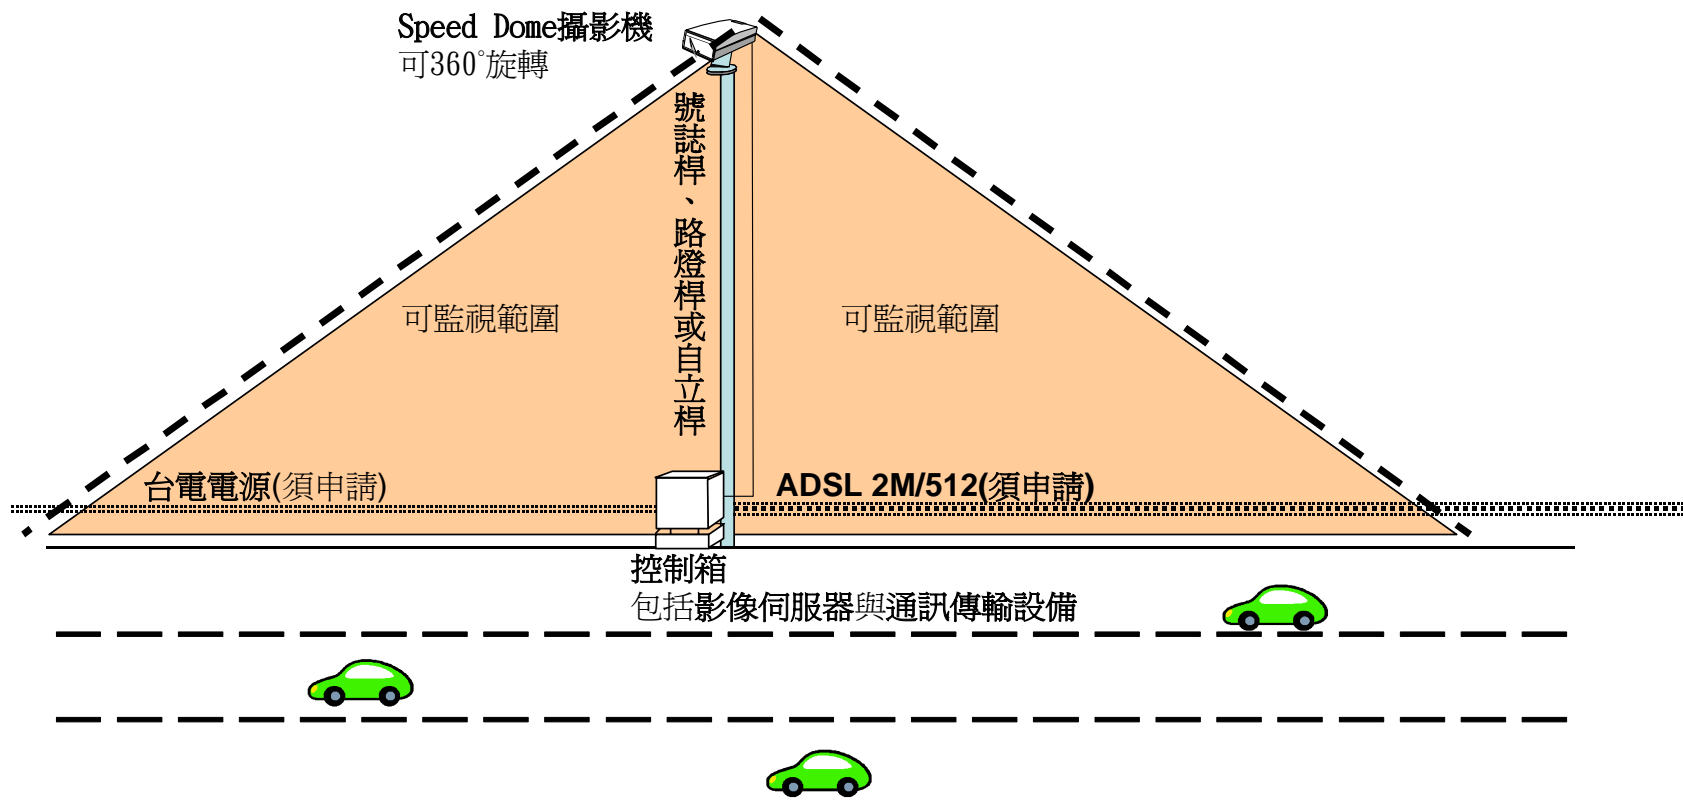 Speed Dome攝影機
可360°旋轉
號誌桿、路燈桿或自立桿
可監視範圍
可監視範圍
台電電源(須申請)
ADSL 2M/512(須申請)
控制箱
包括影像伺服器與通訊傳輸設備